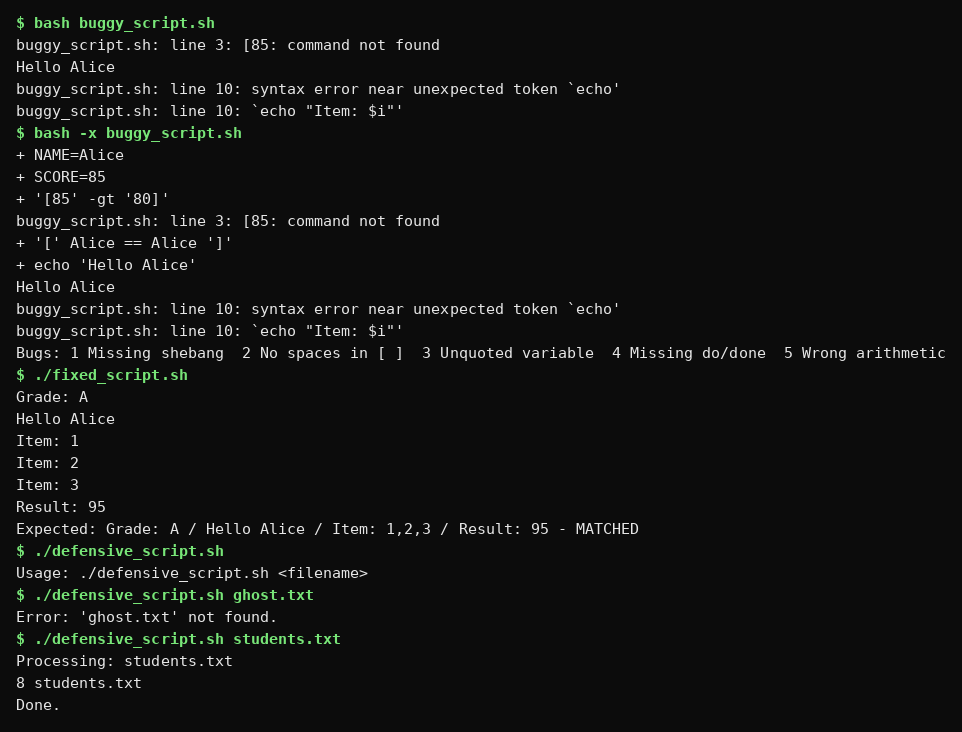 $ bash buggy_script.sh
buggy_script.sh: line 3: [85: command not found
Hello Alice
buggy_script.sh: line 10: syntax error near unexpected token `echo'
buggy_script.sh: line 10: `echo "Item: $i"'
$ bash -x buggy_script.sh
+ NAME=Alice
+ SCORE=85
+ '[85' -gt '80]'
buggy_script.sh: line 3: [85: command not found
+ '[' Alice == Alice ']'
+ echo 'Hello Alice'
Hello Alice
buggy_script.sh: line 10: syntax error near unexpected token `echo'
buggy_script.sh: line 10: `echo "Item: $i"'
Bugs: 1 Missing shebang  2 No spaces in [ ]  3 Unquoted variable  4 Missing do/done  5 Wrong arithmetic
$ ./fixed_script.sh
Grade: A
Hello Alice
Item: 1
Item: 2
Item: 3
Result: 95
Expected: Grade: A / Hello Alice / Item: 1,2,3 / Result: 95 - MATCHED
$ ./defensive_script.sh
Usage: ./defensive_script.sh <filename>
$ ./defensive_script.sh ghost.txt
Error: 'ghost.txt' not found.
$ ./defensive_script.sh students.txt
Processing: students.txt
8 students.txt
Done.